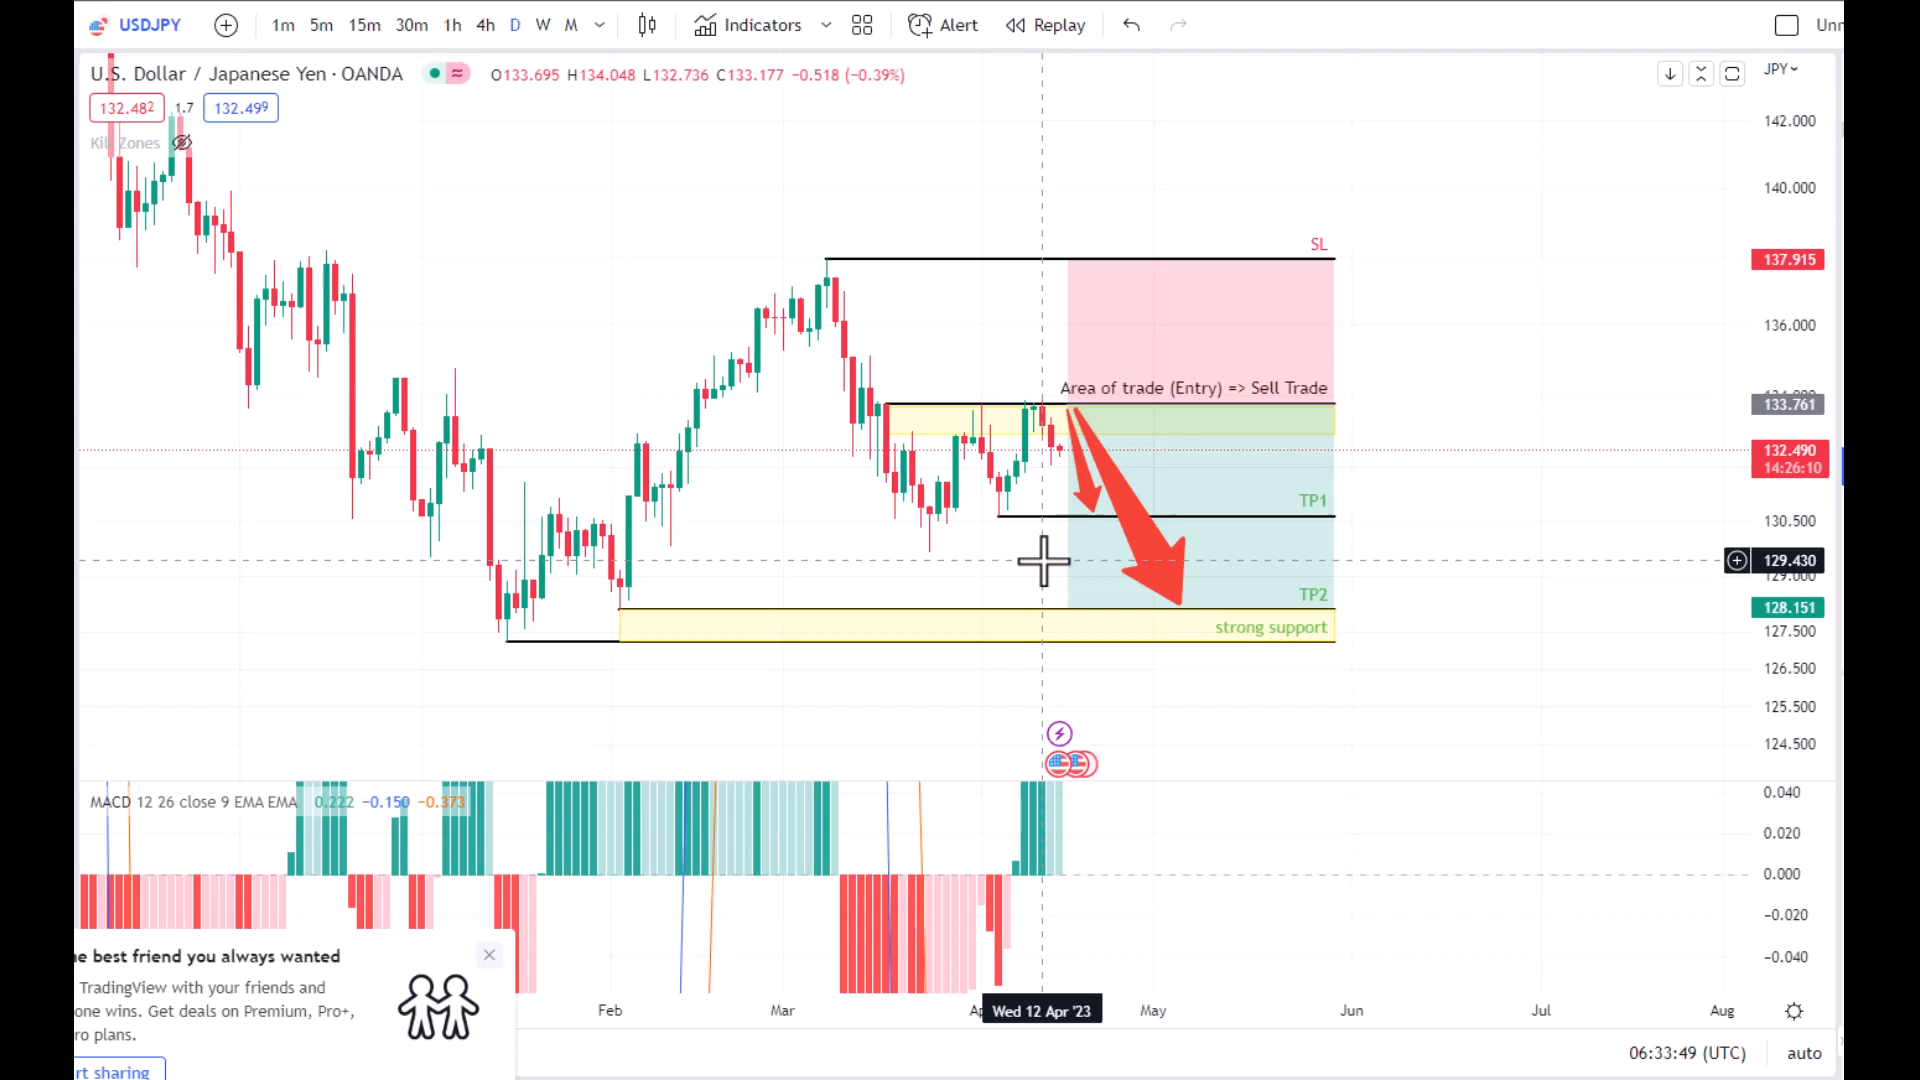 USDJPY 1m 5m 15m 30m 1h 4h D W M Indicators Alert Replay
U.S. Dollar / Japanese Yen · OANDA O133.695 H134.048 L132.736 C133.177 −0.518 (−0.39%) JPY
132.482 1.7 132.499
142.000
Kill Zones
140.000
SL
137.915
136.000
Area of trade (Entry) => Sell Trade
133.761
132.490
14:26:10
TP1
130.500
129.430
129.000
TP2
128.151
strong support
127.500
126.500
125.500
124.500
MACD 12 26 close 9 EMA EMA 0.222 −0.150 −0.373
0.040
0.020
0.000
−0.020
−0.040
he best friend you always wanted
TradingView with your friends and
one wins. Get deals on Premium, Pro+,
ro plans.
rt sharing
Feb Mar Wed 12 Apr '23 May Jun Jul Aug
06:33:49 (UTC) auto